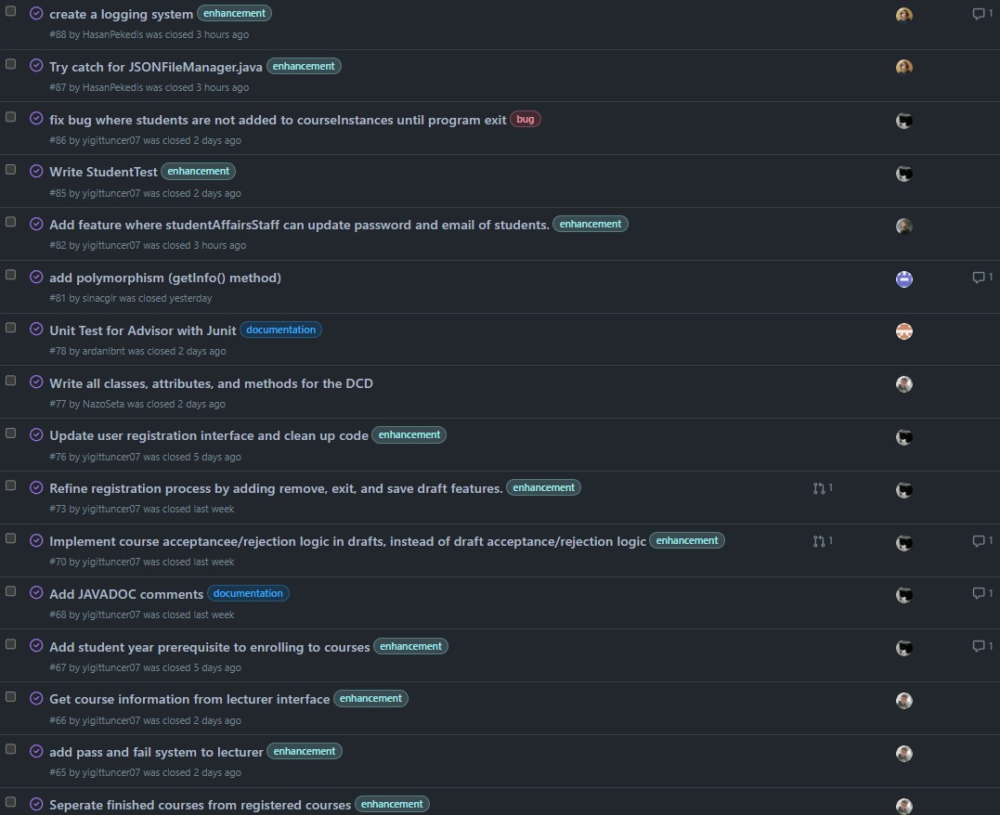 create a logging system enhancement 1
#88 by HasanPekedis was closed 3 hours ago
Try catch for JSONFileManager.java enhancement
#87 by HasanPekedis was closed 3 hours ago
fix bug where students are not added to courseInstances until program exit bug
#86 by yigittuncer07 was closed 2 days ago
Write StudentTest enhancement
#85 by yigittuncer07 was closed 2 days ago
Add feature where studentAffairsStaff can update password and email of students. enhancement
#82 by yigittuncer07 was closed 3 hours ago
add polymorphism (getInfo() method) 1
#81 by sinacglr was closed yesterday
Unit Test for Advisor with Junit documentation
#78 by ardanlbnt was closed 2 days ago
Write all classes, attributes, and methods for the DCD
#77 by NazoSeta was closed 2 days ago
Update user registration interface and clean up code enhancement
#76 by yigittuncer07 was closed 5 days ago
Refine registration process by adding remove, exit, and save draft features. enhancement 1
#73 by yigittuncer07 was closed last week
Implement course acceptancee/rejection logic in drafts, instead of draft acceptance/rejection logic enhancement 1 1
#70 by yigittuncer07 was closed last week
Add JAVADOC comments documentation 1
#68 by yigittuncer07 was closed last week
Add student year prerequisite to enrolling to courses enhancement 1
#67 by yigittuncer07 was closed 5 days ago
Get course information from lecturer interface enhancement
#66 by yigittuncer07 was closed 2 days ago
add pass and fail system to lecturer enhancement
#65 by yigittuncer07 was closed 2 days ago
Seperate finished courses from registered courses enhancement